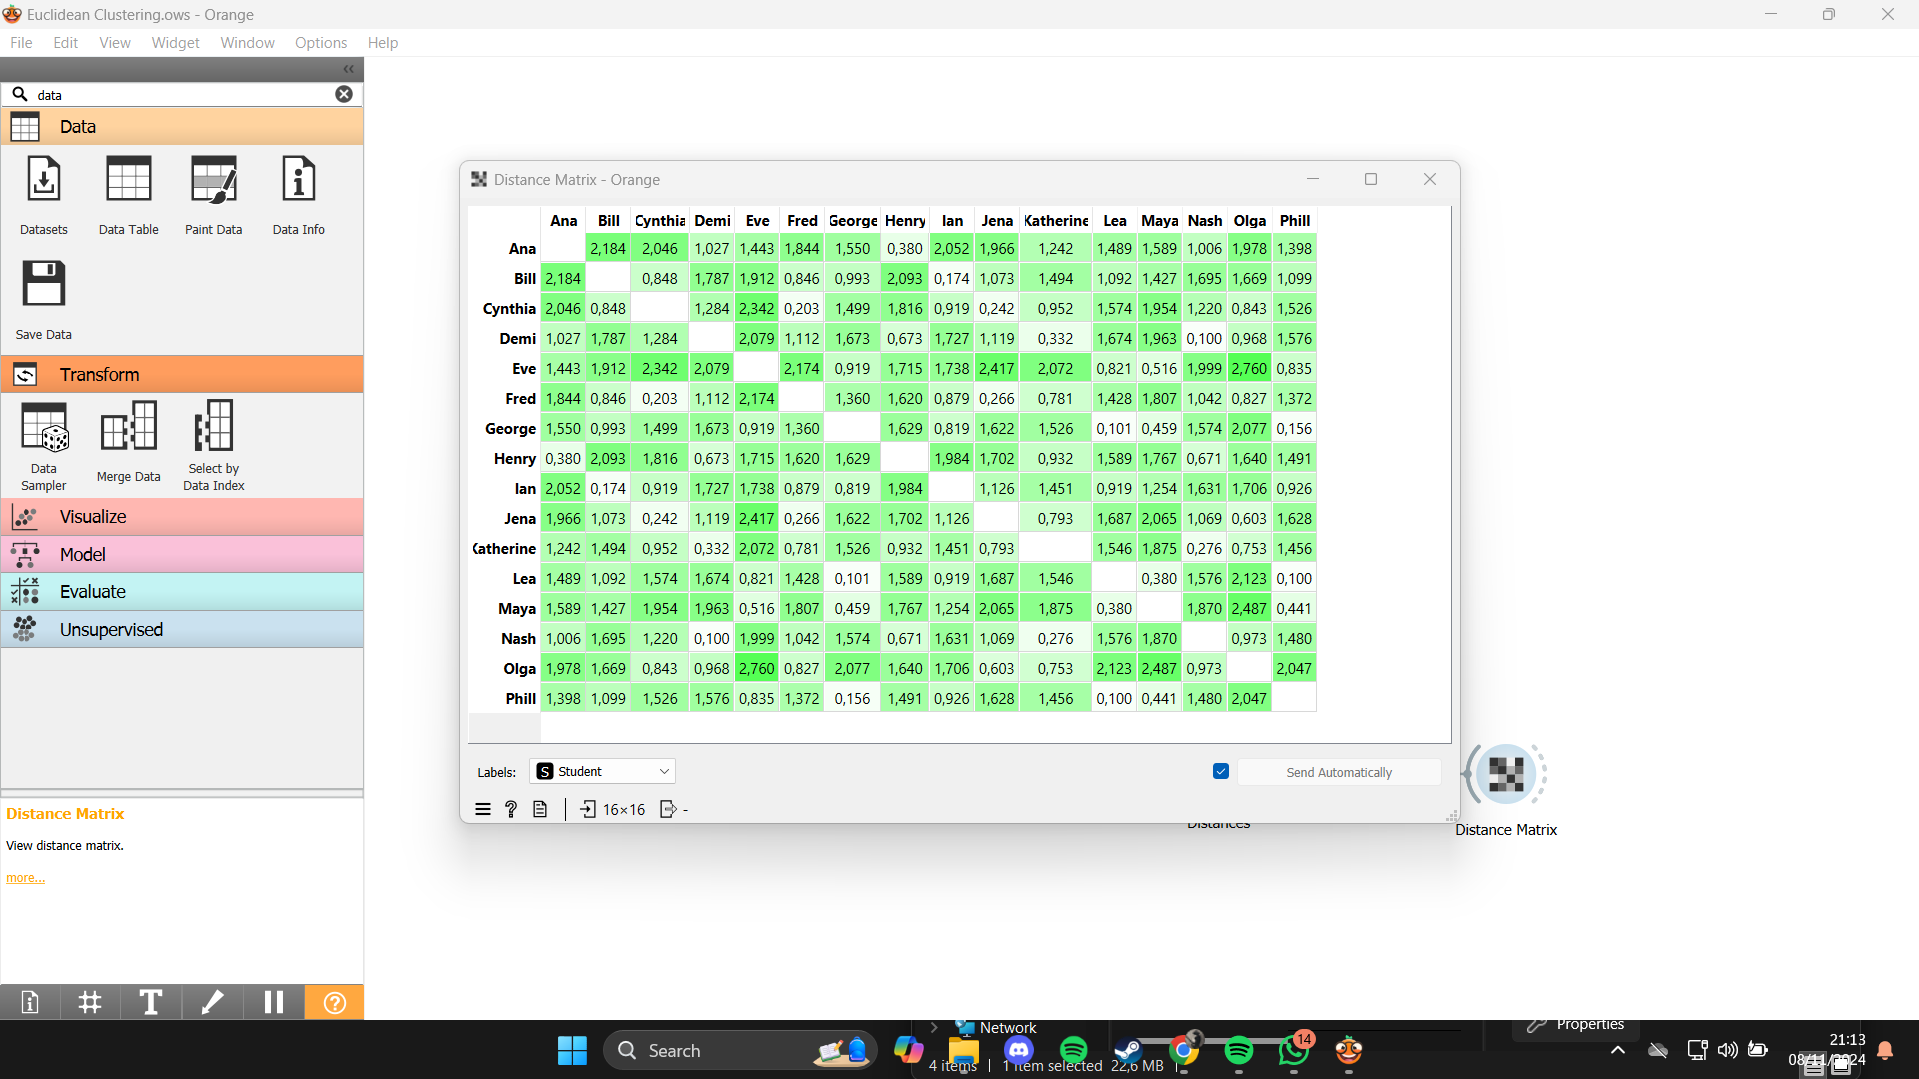 Euclidean Clustering.ows - Orange
File Edit View Widget Window Options Help
data
Data
Datasets Data Table Paint Data Data Info
Save Data
Transform
Data Sampler Merge Data Select by Data Index
Visualize
Model
Evaluate
Unsupervised
Distance Matrix
View distance matrix.
more...
Distance Matrix - Orange
Ana Bill Cynthia Demi Eve Fred George Henry Ian Jena Katherine Lea Maya Nash Olga Phill
Ana 2,184 2,046 1,027 1,443 1,844 1,550 0,380 2,052 1,966 1,242 1,489 1,589 1,006 1,978 1,398
Bill 2,184 0,848 1,787 1,912 0,846 0,993 2,093 0,174 1,073 1,494 1,092 1,427 1,695 1,669 1,099
Cynthia 2,046 0,848 1,284 2,342 0,203 1,499 1,816 0,919 0,242 0,952 1,574 1,954 1,220 0,843 1,526
Demi 1,027 1,787 1,284 2,079 1,112 1,673 0,673 1,727 1,119 0,332 1,674 1,963 0,100 0,968 1,576
Eve 1,443 1,912 2,342 2,079 2,174 0,919 1,715 1,738 2,417 2,072 0,821 0,516 1,999 2,760 0,835
Fred 1,844 0,846 0,203 1,112 2,174 1,360 1,620 0,879 0,266 0,781 1,428 1,807 1,042 0,827 1,372
George 1,550 0,993 1,499 1,673 0,919 1,360 1,629 0,819 1,622 1,526 0,101 0,459 1,574 2,077 0,156
Henry 0,380 2,093 1,816 0,673 1,715 1,620 1,629 1,984 1,702 0,932 1,589 1,767 0,671 1,640 1,491
Ian 2,052 0,174 0,919 1,727 1,738 0,879 0,819 1,984 1,126 1,451 0,919 1,254 1,631 1,706 0,926
Jena 1,966 1,073 0,242 1,119 2,417 0,266 1,622 1,702 1,126 0,793 1,687 2,065 1,069 0,603 1,628
Katherine 1,242 1,494 0,952 0,332 2,072 0,781 1,526 0,932 1,451 0,793 1,546 1,875 0,276 0,753 1,456
Lea 1,489 1,092 1,574 1,674 0,821 1,428 0,101 1,589 0,919 1,687 1,546 0,380 1,576 2,123 0,100
Maya 1,589 1,427 1,954 1,963 0,516 1,807 0,459 1,767 1,254 2,065 1,875 0,380 1,870 2,487 0,441
Nash 1,006 1,695 1,220 0,100 1,999 1,042 1,574 0,671 1,631 1,069 0,276 1,576 1,870 0,973 1,480
Olga 1,978 1,669 0,843 0,968 2,760 0,827 2,077 1,640 1,706 0,603 0,753 2,123 2,487 0,973 2,047
Phill 1,398 1,099 1,526 1,576 0,835 1,372 0,156 1,491 0,926 1,628 1,456 0,100 0,441 1,480 2,047
Labels: S Student Send Automatically
16×16 -
Distances
Distance Matrix
Network
Properties
Search
4 items 1 item selected 22,6 MB
14
21:13
08/11/2024